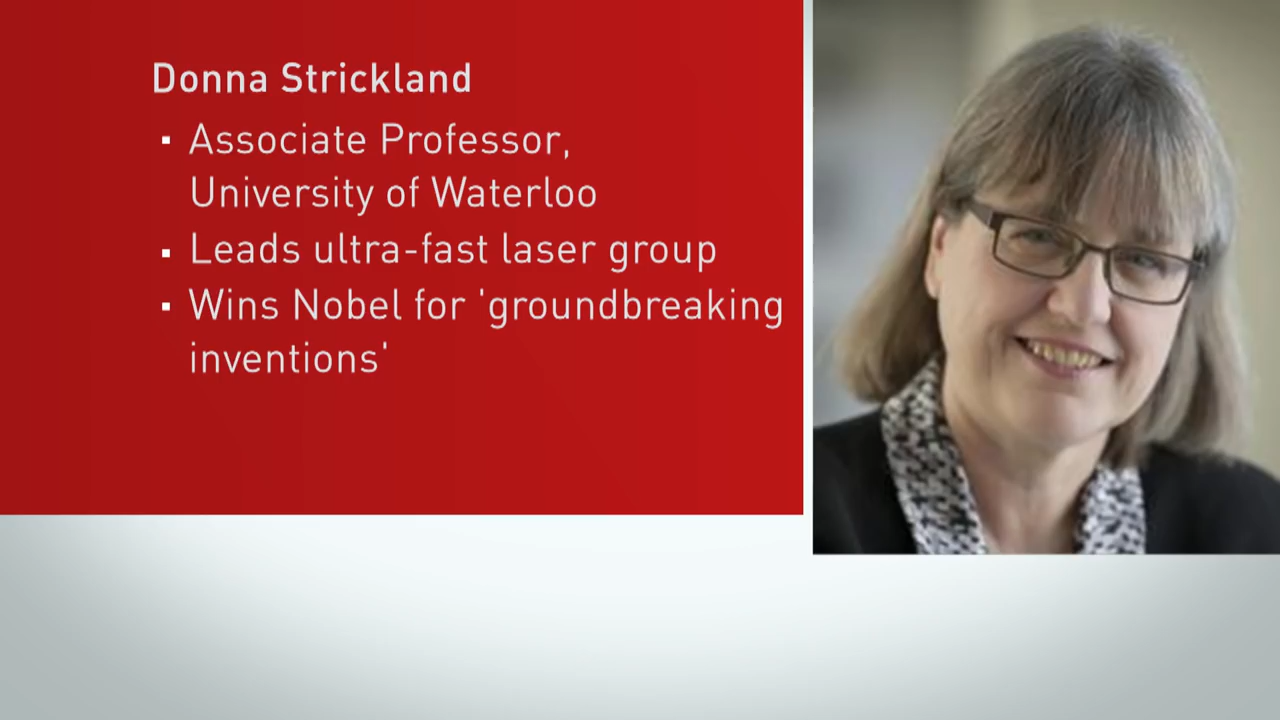 Donna Strickland
▪ Associate Professor,
University of Waterloo
▪ Leads ultra-fast laser group
▪ Wins Nobel for 'groundbreaking
inventions'